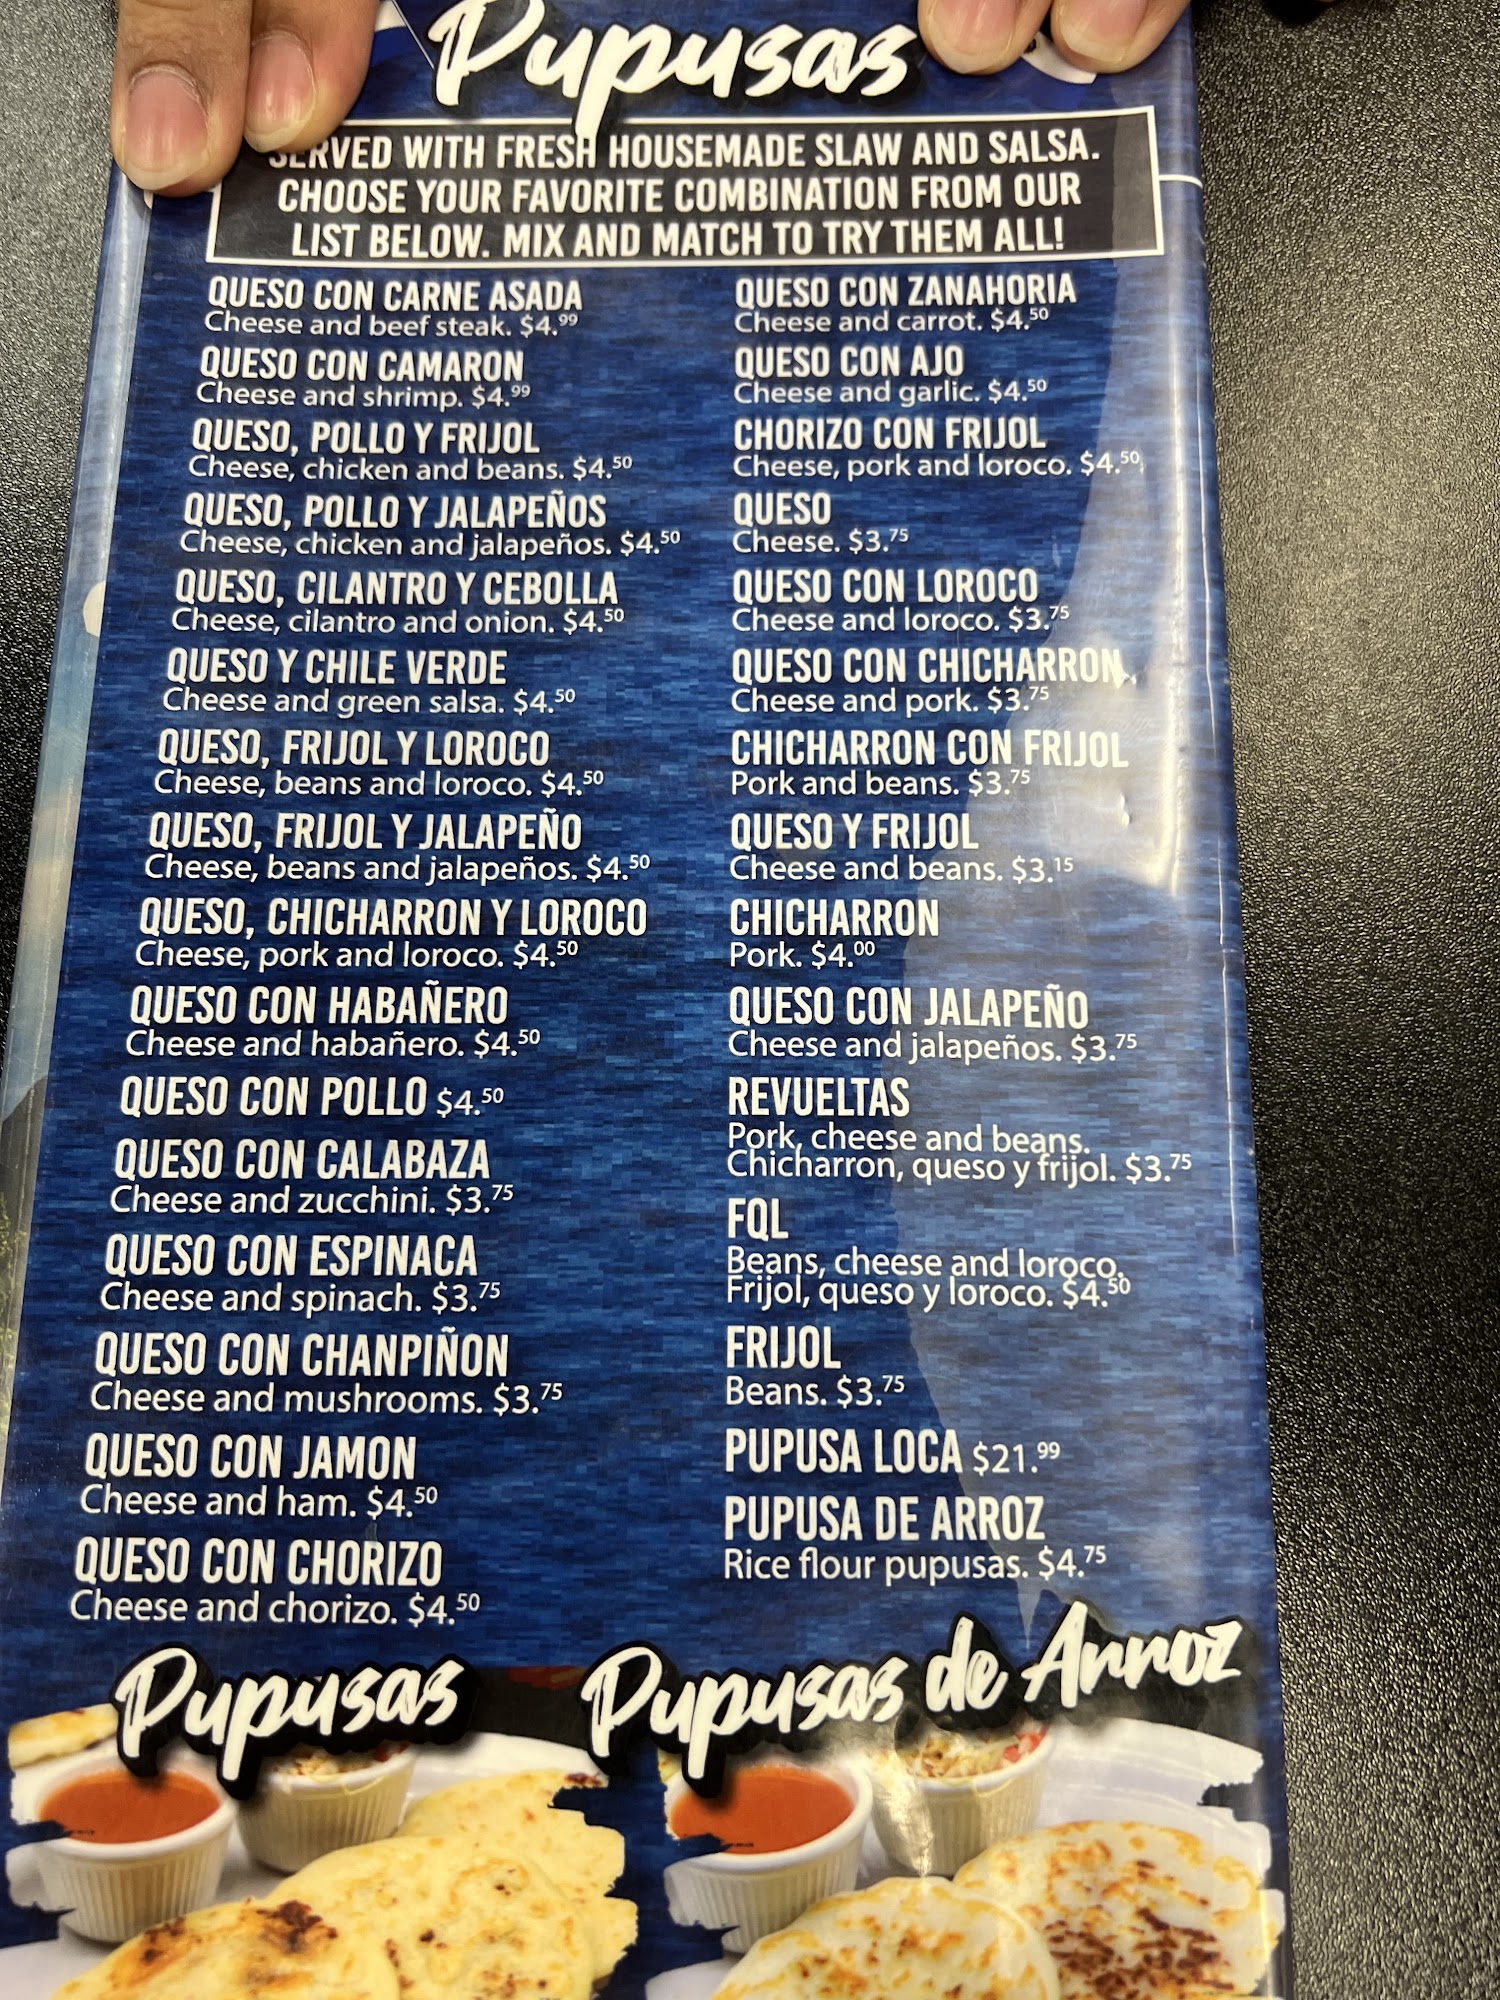 Pupusas
SERVED WITH FRESH HOUSEMADE SLAW AND SALSA.
CHOOSE YOUR FAVORITE COMBINATION FROM OUR
LIST BELOW. MIX AND MATCH TO TRY THEM ALL!
QUESO CON CARNE ASADA
Cheese and beef steak. $4.99
QUESO CON CAMARON
Cheese and shrimp. $4.99
QUESO, POLLO Y FRIJOL
Cheese, chicken and beans. $4.50
QUESO, POLLO Y JALAPEÑOS
Cheese, chicken and jalapeños. $4.50
QUESO, CILANTRO Y CEBOLLA
Cheese, cilantro and onion. $4.50
QUESO Y CHILE VERDE
Cheese and green salsa. $4.50
QUESO, FRIJOL Y LOROCO
Cheese, beans and loroco. $4.50
QUESO, FRIJOL Y JALAPEÑO
Cheese, beans and jalapeños. $4.50
QUESO, CHICHARRON Y LOROCO
Cheese, pork and loroco. $4.50
QUESO CON HABAÑERO
Cheese and habañero. $4.50
QUESO CON POLLO $4.50
QUESO CON CALABAZA
Cheese and zucchini. $3.75
QUESO CON ESPINACA
Cheese and spinach. $3.75
QUESO CON CHANPIÑON
Cheese and mushrooms. $3.75
QUESO CON JAMON
Cheese and ham. $4.50
QUESO CON CHORIZO
Cheese and chorizo. $4.50
QUESO CON ZANAHORIA
Cheese and carrot. $4.50
QUESO CON AJO
Cheese and garlic. $4.50
CHORIZO CON FRIJOL
Cheese, pork and loroco. $4.50
QUESO
Cheese. $3.75
QUESO CON LOROCO
Cheese and loroco. $3.75
QUESO CON CHICHARRON
Cheese and pork. $3.75
CHICHARRON CON FRIJOL
Pork and beans. $3.75
QUESO Y FRIJOL
Cheese and beans. $3.15
CHICHARRON
Pork. $4.00
QUESO CON JALAPEÑO
Cheese and jalapeños. $3.75
REVUELTAS
Pork, cheese and beans.
Chicharron, queso y frijol. $3.75
FQL
Beans, cheese and loroco.
Frijol, queso y loroco. $4.50
FRIJOL
Beans. $3.75
PUPUSA LOCA $21.99
PUPUSA DE ARROZ
Rice flour pupusas. $4.75
Pupusas
Pupusas de Arroz